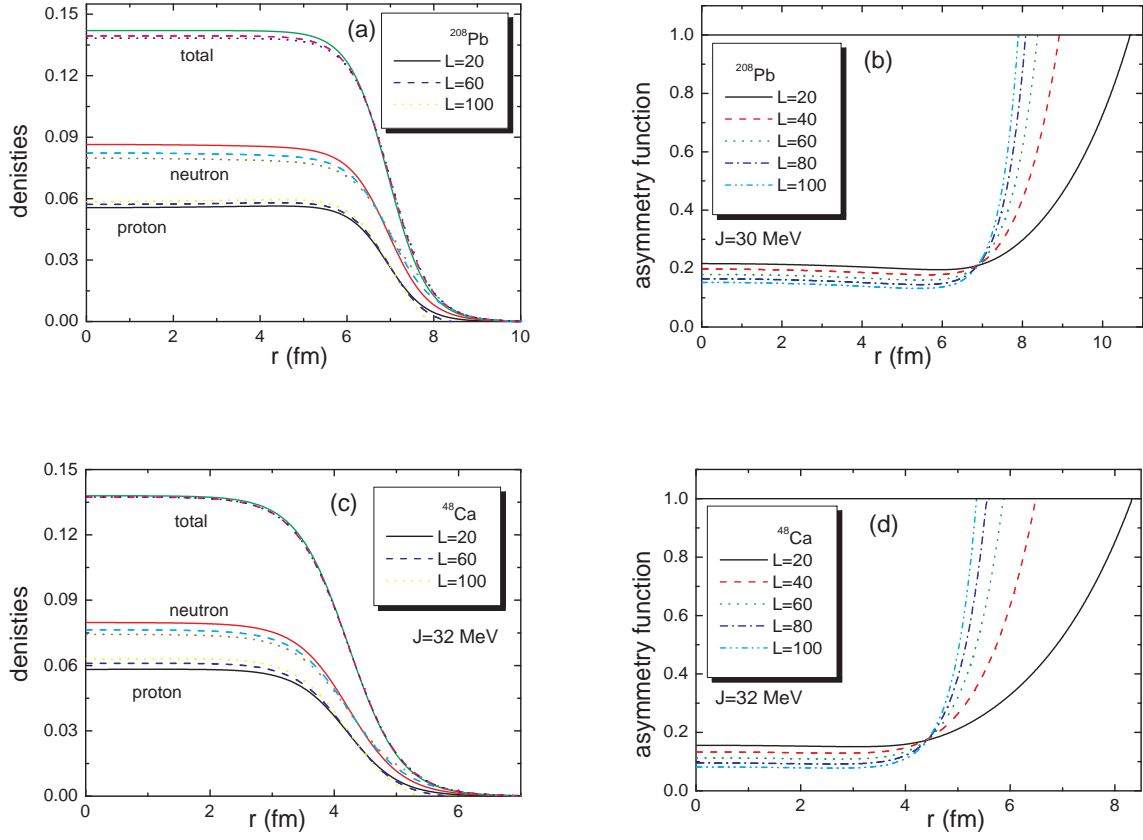 (a)
208Pb
L=20
L=60
L=100
total
neutron
proton
denisties
0.15
0.12
0.09
0.06
0.03
0.00
0 2 4 6 8 10
r (fm)
(b)
208Pb
L=20
L=40
L=60
L=80
L=100
J=30 MeV
asymmetry function
1.0
0.8
0.6
0.4
0.2
0.0
0 2 4 6 8 10
r (fm)
(c)
48Ca
L=20
L=60
L=100
total
neutron
J=32 MeV
proton
denisties
0.15
0.12
0.09
0.06
0.03
0.00
0 2 4 6
r (fm)
(d)
48Ca
L=20
L=40
L=60
L=80
L=100
J=32 MeV
asymmetry function
1.0
0.8
0.6
0.4
0.2
0.0
0 2 4 6 8
r (fm)